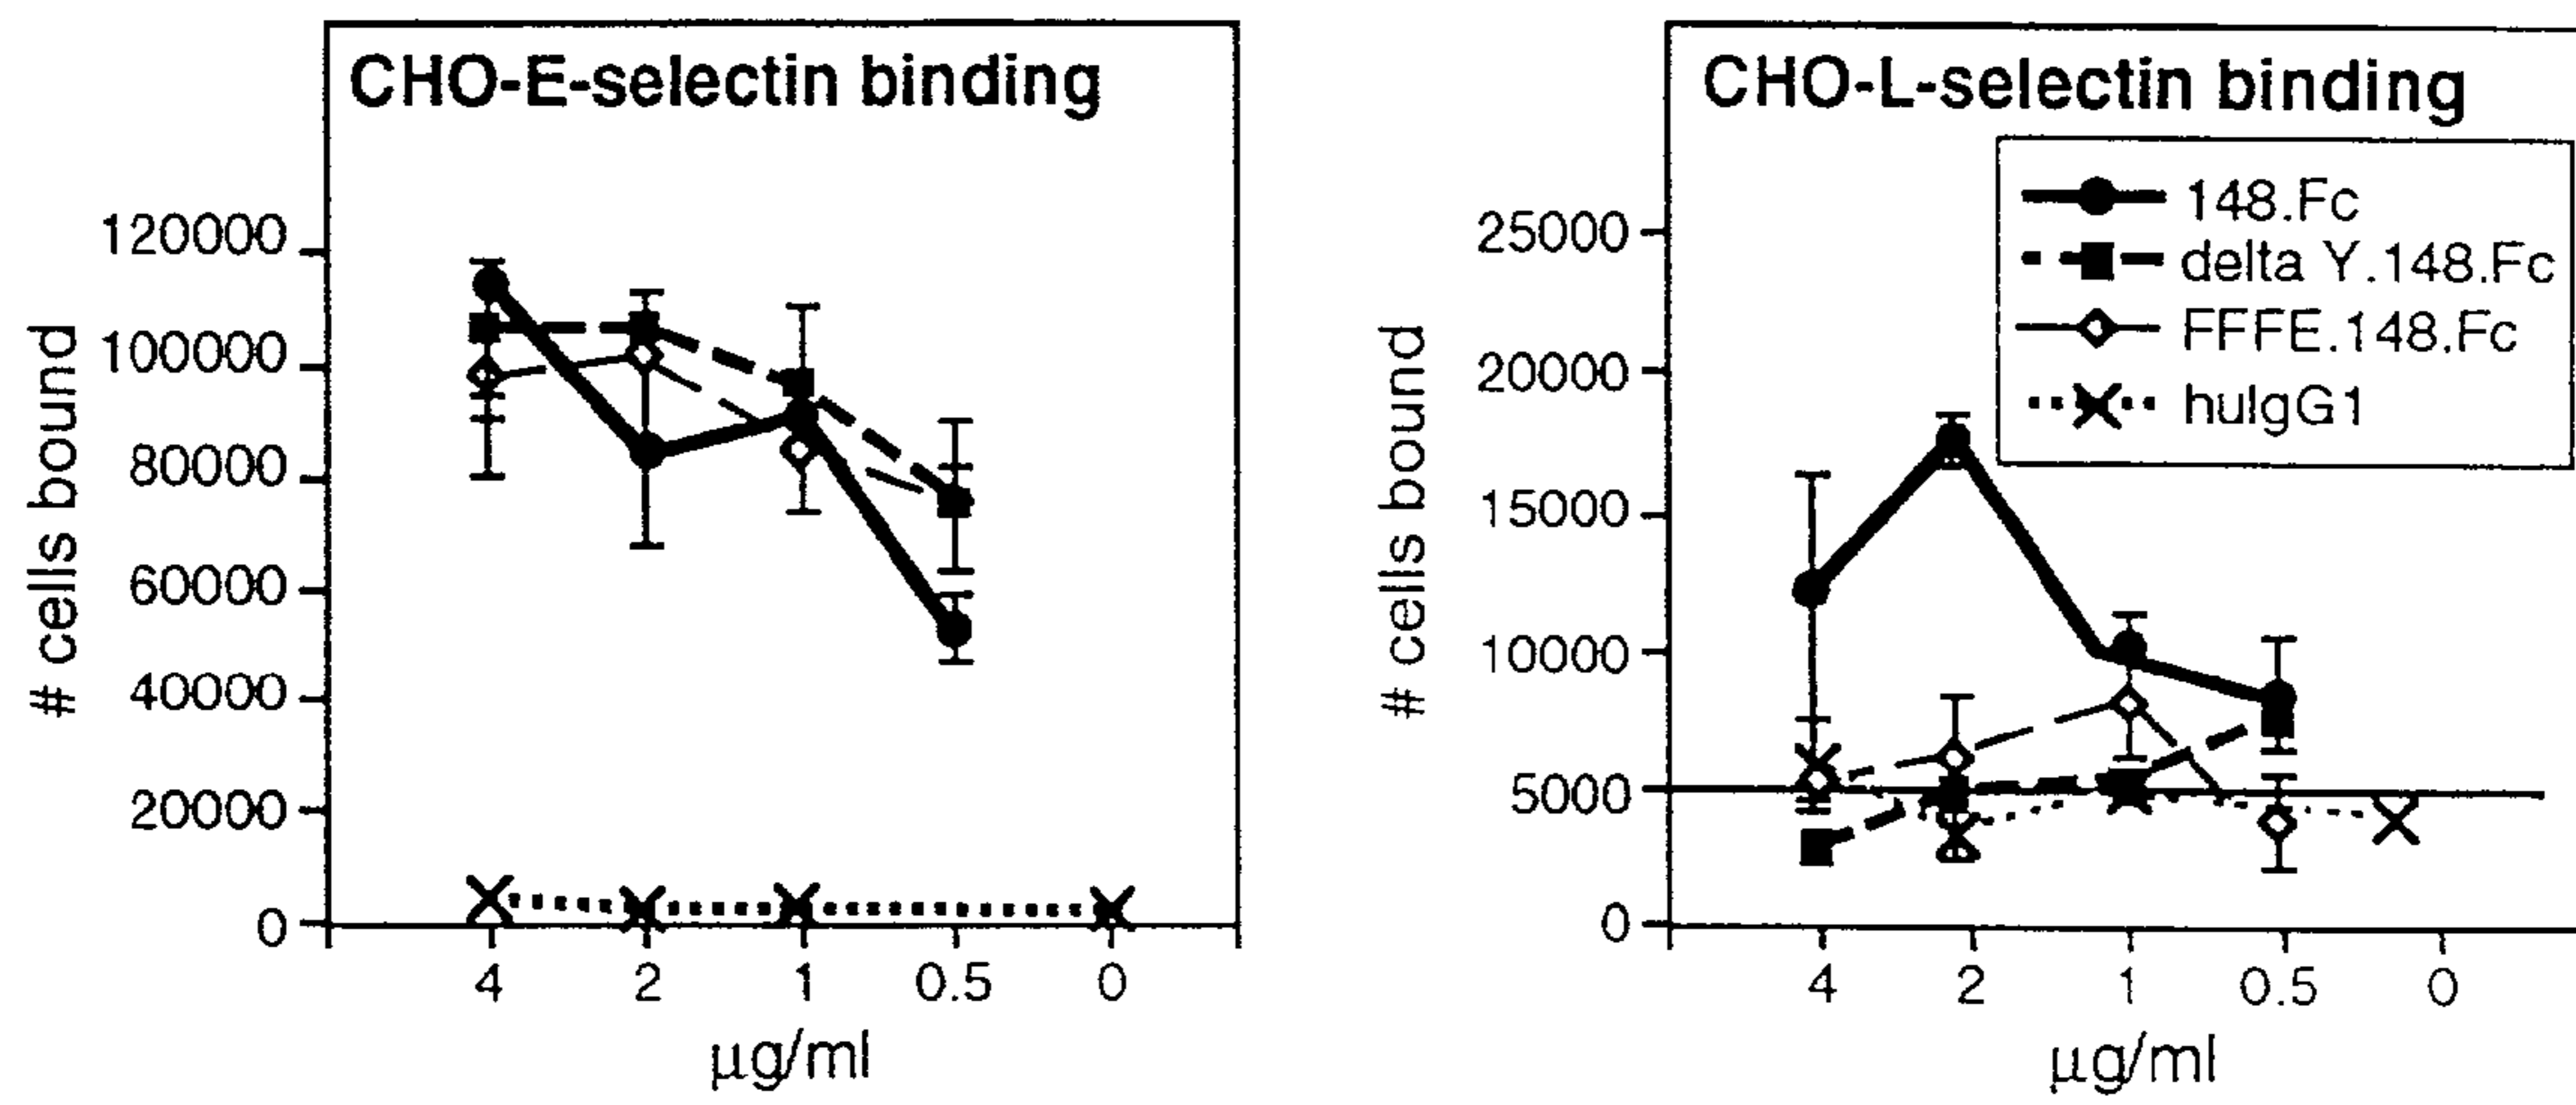 CHO-E-selectin binding
# cells bound
120000
100000
80000
60000
40000
20000
0
4 2 1 0.5 0
µg/ml
CHO-L-selectin binding
148.Fc
delta Y.148.Fc
FFFE.148.Fc
huIgG1
# cells bound
25000
20000
15000
10000
5000
0
4 2 1 0.5 0
µg/ml